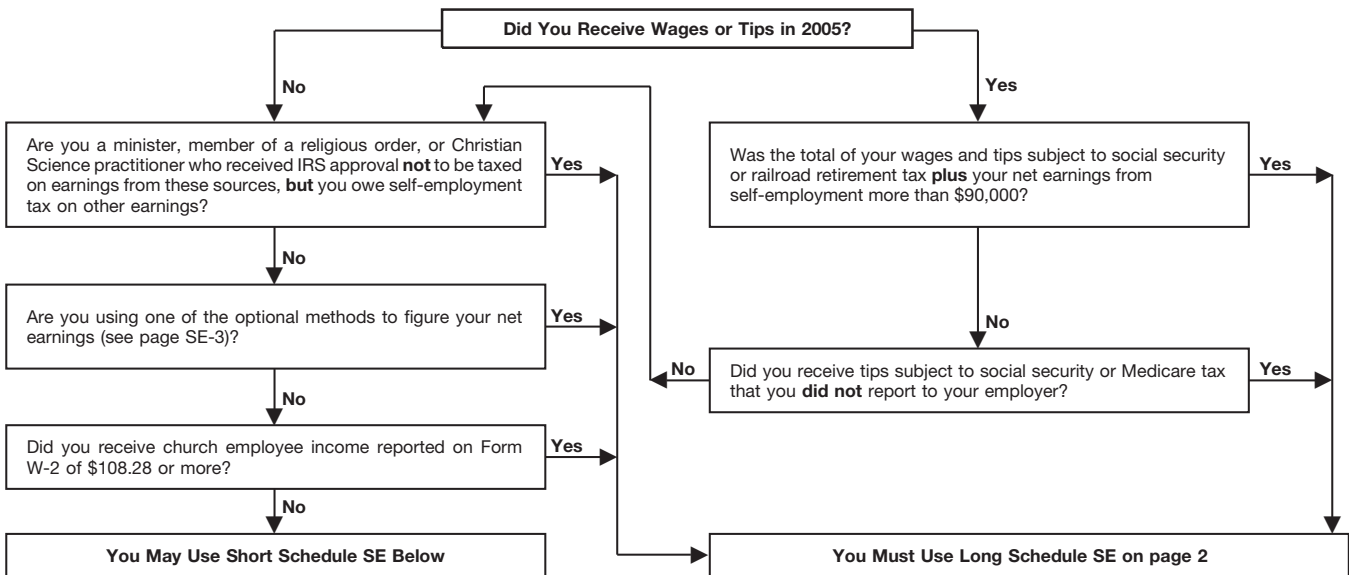 Did You Receive Wages or Tips in 2005?
No
Yes
Are you a minister, member of a religious order, or Christian
Science practitioner who received IRS approval not to be taxed
on earnings from these sources, but you owe self-employment
tax on other earnings?
Yes
Was the total of your wages and tips subject to social security
or railroad retirement tax plus your net earnings from
self-employment more than $90,000?
Yes
No
Are you using one of the optional methods to figure your net
earnings (see page SE-3)?
Yes
No
Did you receive tips subject to social security or Medicare tax
that you did not report to your employer?
No
Yes
No
Did you receive church employee income reported on Form
W-2 of $108.28 or more?
Yes
No
You May Use Short Schedule SE Below
You Must Use Long Schedule SE on page 2